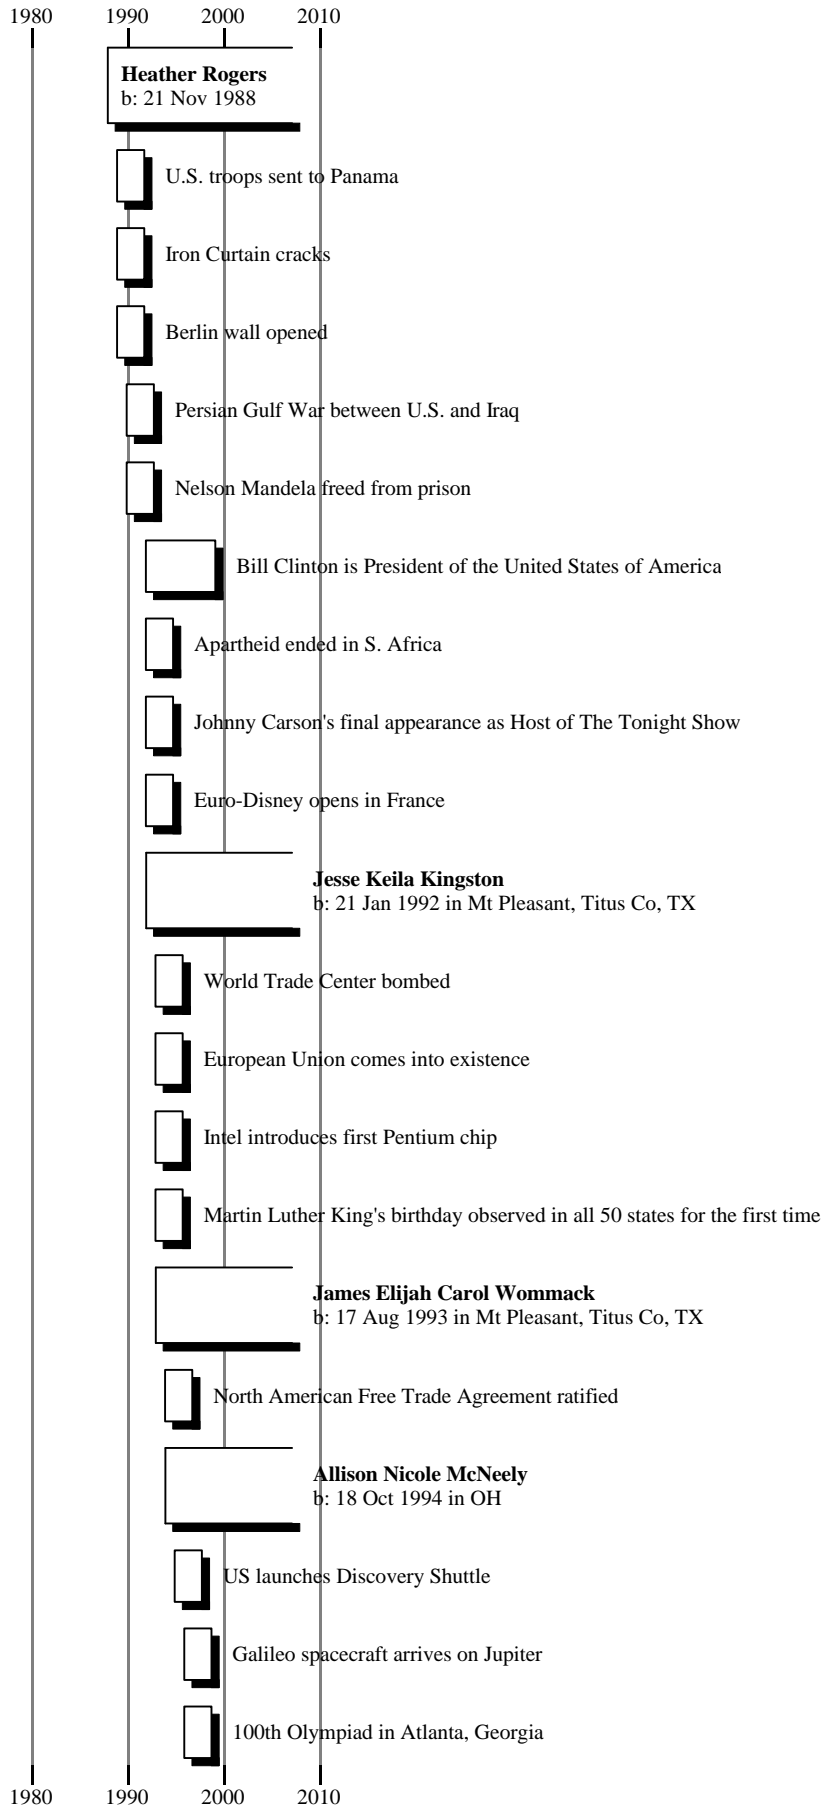 1980 1990 2000 2010
Heather Rogers
b: 21 Nov 1988
U.S. troops sent to Panama
Iron Curtain cracks
Berlin wall opened
Persian Gulf War between U.S. and Iraq
Nelson Mandela freed from prison
Bill Clinton is President of the United States of America
Apartheid ended in S. Africa
Johnny Carson's final appearance as Host of The Tonight Show
Euro-Disney opens in France
Jesse Keila Kingston
b: 21 Jan 1992 in Mt Pleasant, Titus Co, TX
World Trade Center bombed
European Union comes into existence
Intel introduces first Pentium chip
Martin Luther King's birthday observed in all 50 states for the first time
James Elijah Carol Wommack
b: 17 Aug 1993 in Mt Pleasant, Titus Co, TX
North American Free Trade Agreement ratified
Allison Nicole McNeely
b: 18 Oct 1994 in OH
US launches Discovery Shuttle
Galileo spacecraft arrives on Jupiter
100th Olympiad in Atlanta, Georgia
1980 1990 2000 2010